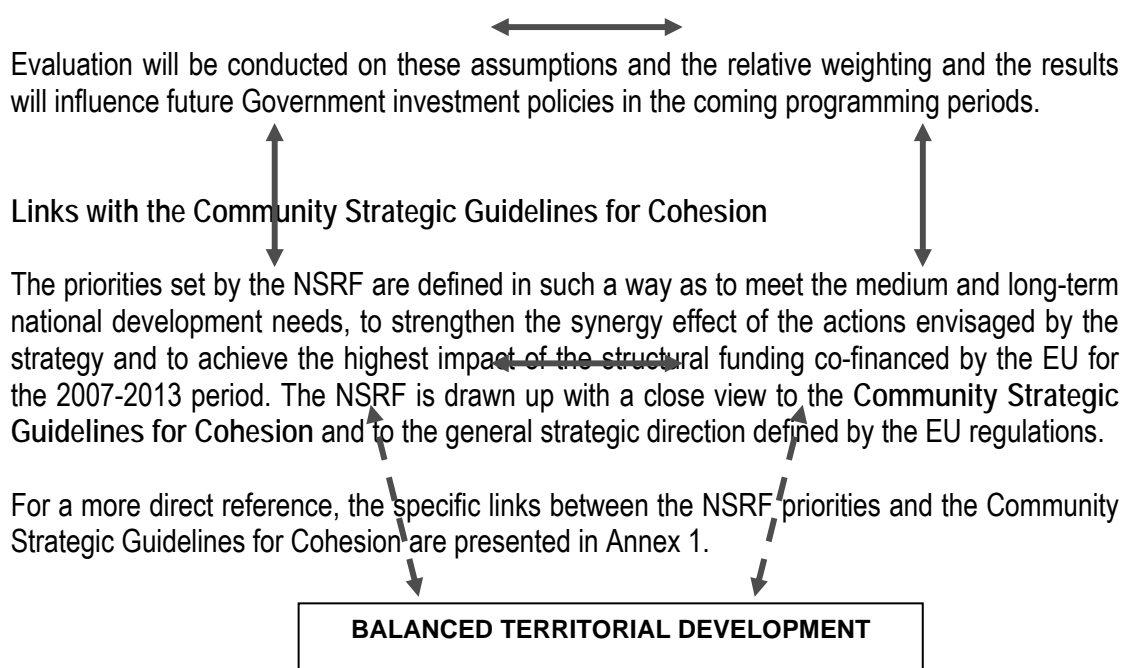 Evaluation will be conducted on these assumptions and the relative weighting and the results
will influence future Government investment policies in the coming programming periods.
Links with the Community Strategic Guidelines for Cohesion
The priorities set by the NSRF are defined in such a way as to meet the medium and long-term
national development needs, to strengthen the synergy effect of the actions envisaged by the
strategy and to achieve the highest impact of the structural funding co-financed by the EU for
the 2007-2013 period. The NSRF is drawn up with a close view to the Community Strategic
Guidelines for Cohesion and to the general strategic direction defined by the EU regulations.
For a more direct reference, the specific links between the NSRF priorities and the Community
Strategic Guidelines for Cohesion are presented in Annex 1.
BALANCED TERRITORIAL DEVELOPMENT